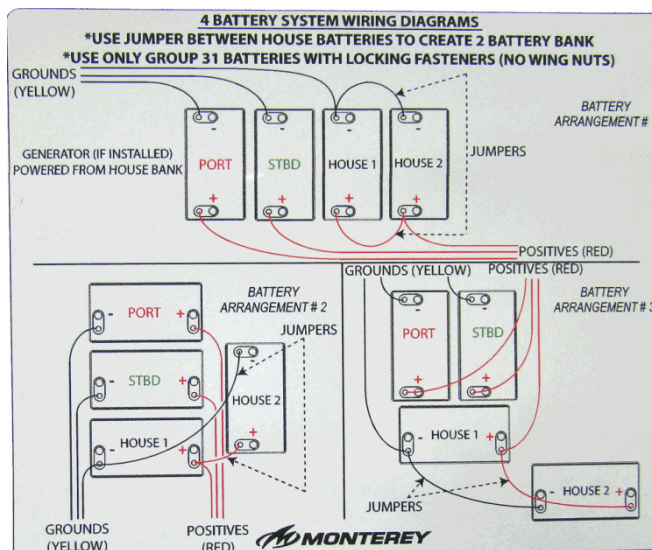 4 BATTERY SYSTEM WIRING DIAGRAMS
*USE JUMPER BETWEEN HOUSE BATTERIES TO CREATE 2 BATTERY BANK
*USE ONLY GROUP 31 BATTERIES WITH LOCKING FASTENERS (NO WING NUTS)
GROUNDS
(YELLOW)
BATTERY
ARRANGEMENT #
GENERATOR (IF INSTALLED)
POWERED FROM HOUSE BANK
- - - -
PORT STBD HOUSE 1 HOUSE 2
+ + + +
JUMPERS
POSITIVES (RED)
BATTERY
ARRANGEMENT # 2
JUMPERS
- PORT +
- STBD +
- HOUSE 1 +
-
HOUSE 2
+
GROUNDS
(YELLOW)
POSITIVES
(RED)
GROUNDS (YELLOW) POSITIVES (RED)
BATTERY
ARRANGEMENT # 3
- -
PORT STBD
+ +
- HOUSE 1 +
- HOUSE 2 +
JUMPERS
MONTEREY